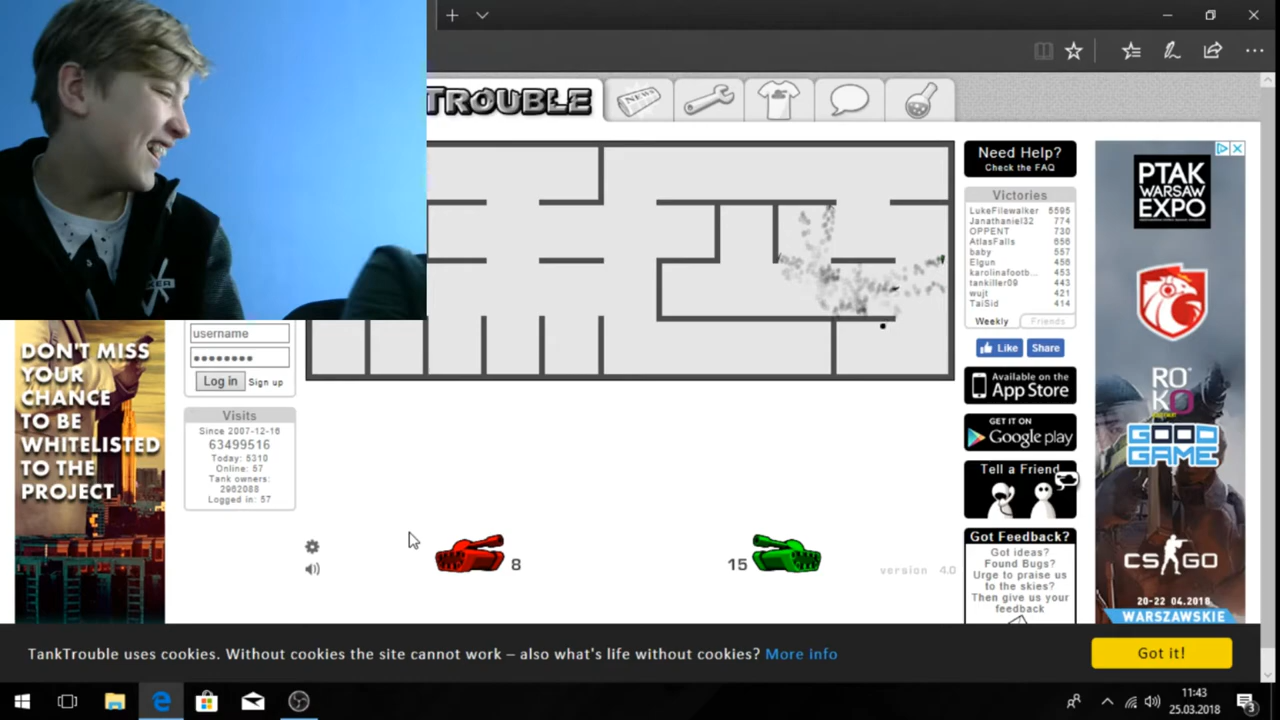 TROUBLE
NEWS
Need Help?
Check the FAQ
Victories
LukeFilewalker 5595
Janathaniel32 774
OPPENT 730
AtlasFalls 656
baby 557
Elgun 456
karolinafootb... 453
tankiller09 443
wujt 421
TaiSid 414
Weekly Friends
Like Share
Available on the
App Store
GET IT ON
Google play
Tell a Friend
Got Feedback?
Got ideas?
Found Bugs?
Urge to praise us
to the skies?
Then give us your
feedback
PTAK
WARSAW
EXPO
GOOD
GAME
CS:GO
20-22 04.2018
WARSZAWSKIE
username
Log in Sign up
Visits
Since 2007-12-16
63499516
Today: 5310
Online: 57
Tank owners:
2962088
Logged in: 57
DON'T MISS
YOUR
CHANCE
TO BE
WHITELISTED
TO THE
PROJECT
8
15
version 4.0
TankTrouble uses cookies. Without cookies the site cannot work – also what's life without cookies? More info
Got it!
11:43
25.03.2018
3